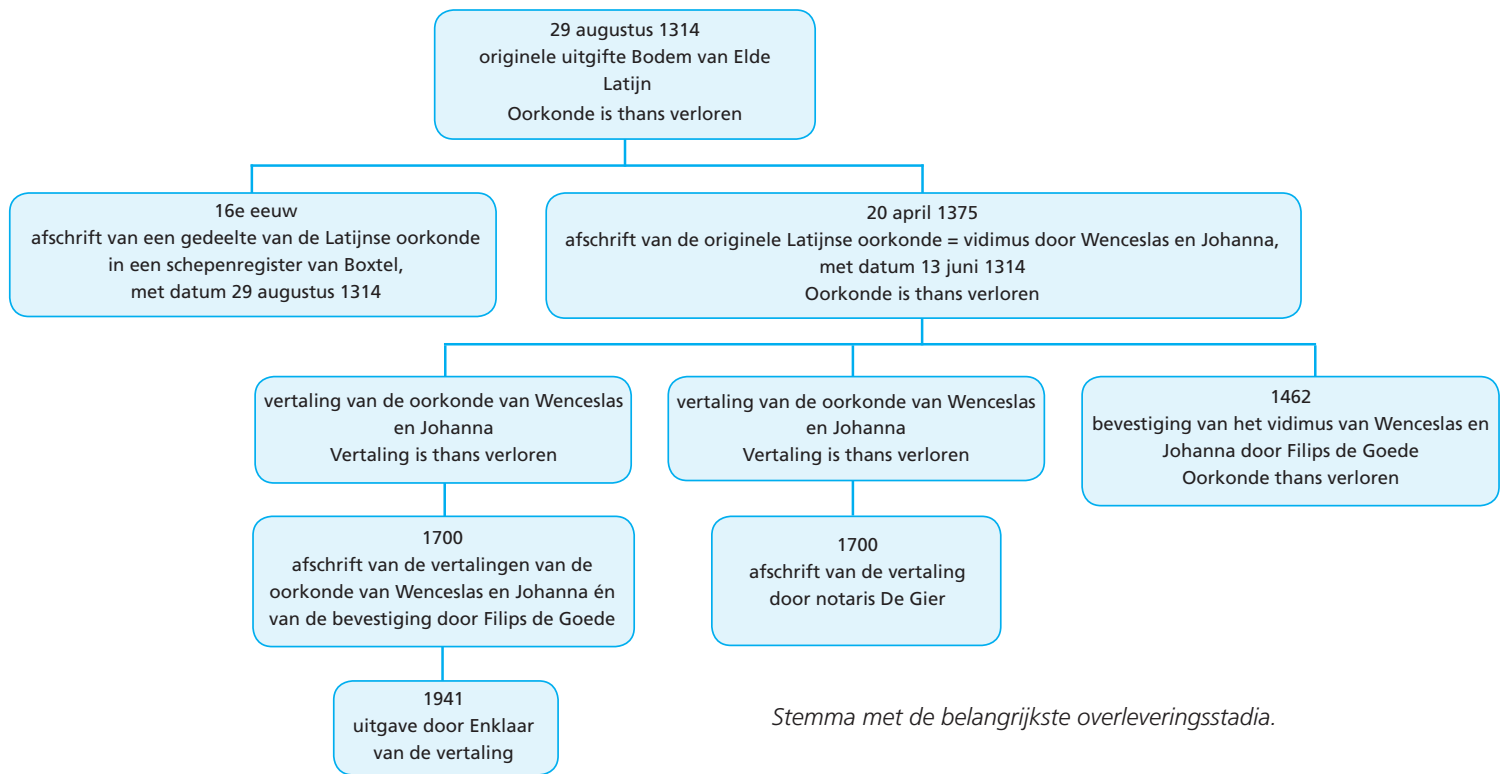 29 augustus 1314
originele uitgifte Bodem van Elde
Latijn
Oorkonde is thans verloren
16e eeuw
afschrift van een gedeelte van de Latijnse oorkonde
in een schepenregister van Boxtel,
met datum 29 augustus 1314
20 april 1375
afschrift van de originele Latijnse oorkonde = vidimus door Wenceslas en Johanna,
met datum 13 juni 1314
Oorkonde is thans verloren
vertaling van de oorkonde van Wenceslas
en Johanna
Vertaling is thans verloren
vertaling van de oorkonde van Wenceslas
en Johanna
Vertaling is thans verloren
1462
bevestiging van het vidimus van Wenceslas en
Johanna door Filips de Goede
Oorkonde thans verloren
1700
afschrift van de vertalingen van de
oorkonde van Wenceslas en Johanna én
van de bevestiging door Filips de Goede
1700
afschrift van de vertaling
door notaris De Gier
1941
uitgave door Enklaar
van de vertaling
Stemma met de belangrijkste overleveringsstadia.